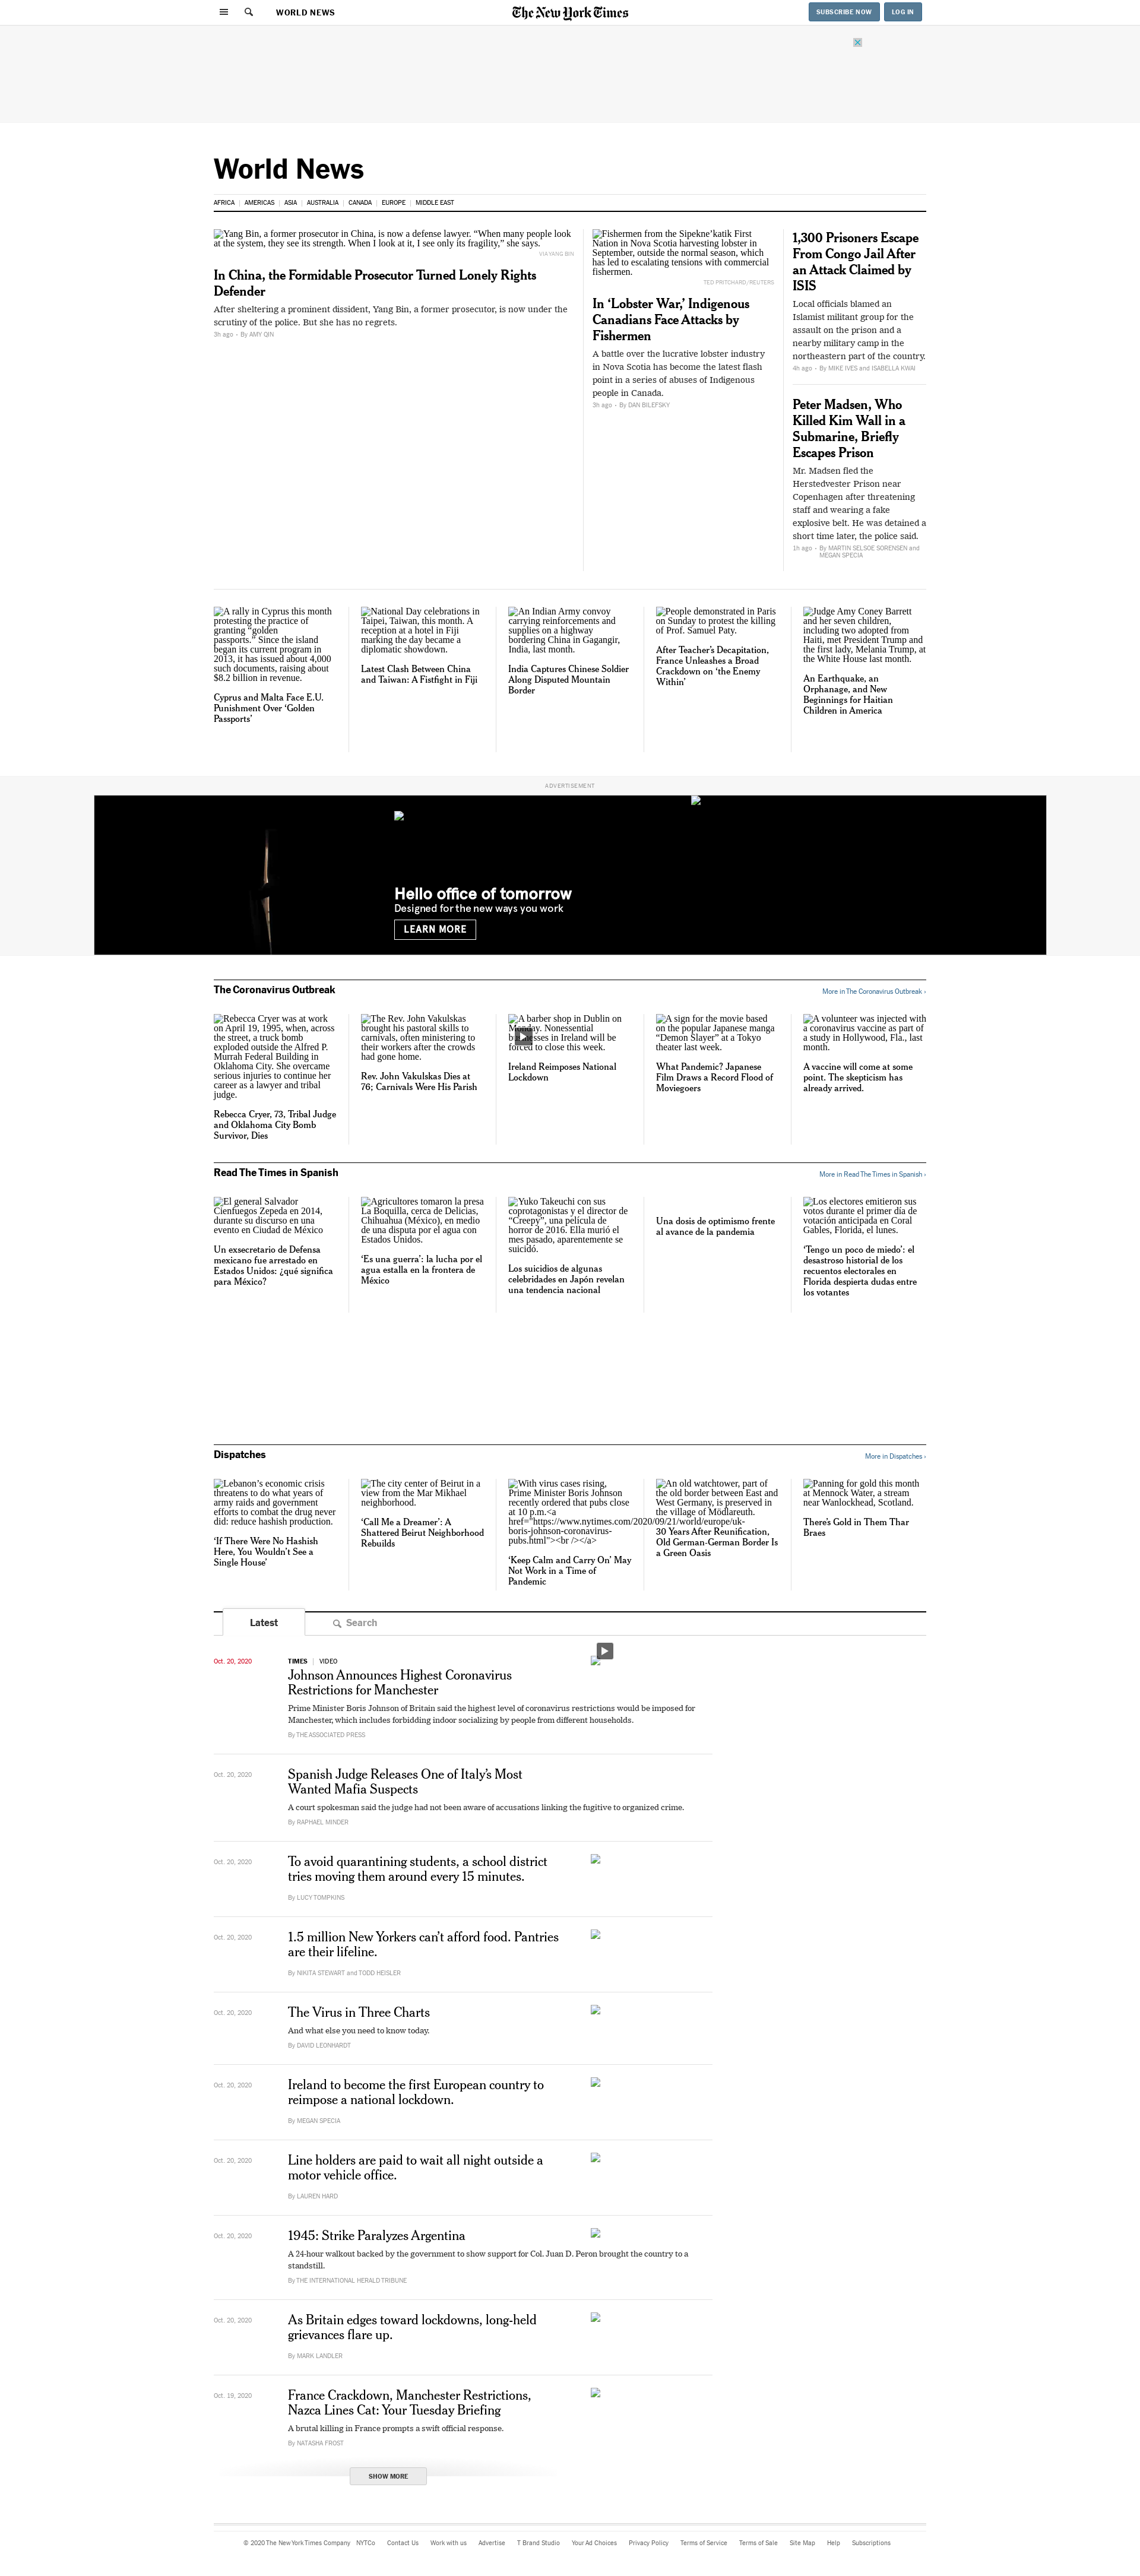 WORLD NEWS
The New York Times
SUBSCRIBE NOW
LOG IN
World News
AFRICA
AMERICAS
ASIA
AUSTRALIA
CANADA
EUROPE
MIDDLE EAST
Yang Bin, a former prosecutor in China, is now a defense lawyer. “When many people look
at the system, they see its strength. When I look at it, I see only its fragility,” she says.
VIA YANG BIN
In China, the Formidable Prosecutor Turned Lonely Rights
Defender
After sheltering a prominent dissident, Yang Bin, a former prosecutor, is now under the
scrutiny of the police. But she has no regrets.
3h ago • By AMY QIN
Fishermen from the Sipekne’katik First
Nation in Nova Scotia harvesting lobster in
September, outside the normal season, which
has led to escalating tensions with commercial
fishermen.
TED PRITCHARD/REUTERS
In ‘Lobster War,’ Indigenous
Canadians Face Attacks by
Fishermen
A battle over the lucrative lobster industry
in Nova Scotia has become the latest flash
point in a series of abuses of Indigenous
people in Canada.
3h ago • By DAN BILEFSKY
1,300 Prisoners Escape
From Congo Jail After
an Attack Claimed by
ISIS
Local officials blamed an
Islamist militant group for the
assault on the prison and a
nearby military camp in the
northeastern part of the country.
4h ago • By MIKE IVES and ISABELLA KWAI
Peter Madsen, Who
Killed Kim Wall in a
Submarine, Briefly
Escapes Prison
Mr. Madsen fled the
Herstedvester Prison near
Copenhagen after threatening
staff and wearing a fake
explosive belt. He was detained a
short time later, the police said.
1h ago • By MARTIN SELSOE SORENSEN and
MEGAN SPECIA
A rally in Cyprus this month
protesting the practice of
granting “golden
passports.” Since the island
began its current program in
2013, it has issued about 4,000
such documents, raising about
$8.2 billion in revenue.
Cyprus and Malta Face E.U.
Punishment Over ‘Golden
Passports’
National Day celebrations in
Taipei, Taiwan, this month. A
reception at a hotel in Fiji
marking the day became a
diplomatic showdown.
Latest Clash Between China
and Taiwan: A Fistfight in Fiji
An Indian Army convoy
carrying reinforcements and
supplies on a highway
bordering China in Gagangir,
India, last month.
India Captures Chinese Soldier
Along Disputed Mountain
Border
People demonstrated in Paris
on Sunday to protest the killing
of Prof. Samuel Paty.
After Teacher’s Decapitation,
France Unleashes a Broad
Crackdown on ‘the Enemy
Within’
Judge Amy Coney Barrett
and her seven children,
including two adopted from
Haiti, met President Trump and
the first lady, Melania Trump, at
the White House last month.
An Earthquake, an
Orphanage, and New
Beginnings for Haitian
Children in America
ADVERTISEMENT
Hello office of tomorrow
Designed for the new ways you work
LEARN MORE
The Coronavirus Outbreak
More in The Coronavirus Outbreak ›
Rebecca Cryer was at work
on April 19, 1995, when, across
the street, a truck bomb
exploded outside the Alfred P.
Murrah Federal Building in
Oklahoma City. She overcame
serious injuries to continue her
career as a lawyer and tribal
judge.
Rebecca Cryer, 73, Tribal Judge
and Oklahoma City Bomb
Survivor, Dies
The Rev. John Vakulskas
brought his pastoral skills to
carnivals, often ministering to
their workers after the crowds
had gone home.
Rev. John Vakulskas Dies at
76; Carnivals Were His Parish
A barber shop in Dublin on
Monday. Nonessential
businesses in Ireland will be
forced to close this week.
Ireland Reimposes National
Lockdown
A sign for the movie based
on the popular Japanese manga
“Demon Slayer” at a Tokyo
theater last week.
What Pandemic? Japanese
Film Draws a Record Flood of
Moviegoers
A volunteer was injected with
a coronavirus vaccine as part of
a study in Hollywood, Fla., last
month.
A vaccine will come at some
point. The skepticism has
already arrived.
Read The Times in Spanish
More in Read The Times in Spanish ›
El general Salvador
Cienfuegos Zepeda en 2014,
durante su discurso en una
evento en Ciudad de México
Un exsecretario de Defensa
mexicano fue arrestado en
Estados Unidos: ¿qué significa
para México?
Agricultores tomaron la presa
La Boquilla, cerca de Delicias,
Chihuahua (México), en medio
de una disputa por el agua con
Estados Unidos.
‘Es una guerra’: la lucha por el
agua estalla en la frontera de
México
Yuko Takeuchi con sus
coprotagonistas y el director de
“Creepy”, una película de
horror de 2016. Ella murió el
mes pasado, aparentemente se
suicidó.
Los suicidios de algunas
celebridades en Japón revelan
una tendencia nacional
Una dosis de optimismo frente
al avance de la pandemia
Los electores emitieron sus
votos durante el primer día de
votación anticipada en Coral
Gables, Florida, el lunes.
‘Tengo un poco de miedo’: el
desastroso historial de los
recuentos electorales en
Florida despierta dudas entre
los votantes
Dispatches
More in Dispatches ›
Lebanon’s economic crisis
threatens to do what years of
army raids and government
efforts to combat the drug never
did: reduce hashish production.
‘If There Were No Hashish
Here, You Wouldn’t See a
Single House’
The city center of Beirut in a
view from the Mar Mikhael
neighborhood.
‘Call Me a Dreamer’: A
Shattered Beirut Neighborhood
Rebuilds
With virus cases rising,
Prime Minister Boris Johnson
recently ordered that pubs close
at 10 p.m.<a
href="https://www.nytimes.com/2020/09/21/world/europe/uk-
boris-johnson-coronavirus-
pubs.html"><br /></a>
‘Keep Calm and Carry On’ May
Not Work in a Time of
Pandemic
An old watchtower, part of
the old border between East and
West Germany, is preserved in
the village of Mödlareuth.
30 Years After Reunification,
Old German-German Border Is
a Green Oasis
Panning for gold this month
at Mennock Water, a stream
near Wanlockhead, Scotland.
There’s Gold in Them Thar
Braes
Latest
Search
Oct. 20, 2020
TIMES
VIDEO
Johnson Announces Highest Coronavirus
Restrictions for Manchester
Prime Minister Boris Johnson of Britain said the highest level of coronavirus restrictions would be imposed for
Manchester, which includes forbidding indoor socializing by people from different households.
By THE ASSOCIATED PRESS
Oct. 20, 2020
Spanish Judge Releases One of Italy’s Most
Wanted Mafia Suspects
A court spokesman said the judge had not been aware of accusations linking the fugitive to organized crime.
By RAPHAEL MINDER
Oct. 20, 2020
To avoid quarantining students, a school district
tries moving them around every 15 minutes.
By LUCY TOMPKINS
Oct. 20, 2020
1.5 million New Yorkers can’t afford food. Pantries
are their lifeline.
By NIKITA STEWART and TODD HEISLER
Oct. 20, 2020
The Virus in Three Charts
And what else you need to know today.
By DAVID LEONHARDT
Oct. 20, 2020
Ireland to become the first European country to
reimpose a national lockdown.
By MEGAN SPECIA
Oct. 20, 2020
Line holders are paid to wait all night outside a
motor vehicle office.
By LAUREN HARD
Oct. 20, 2020
1945: Strike Paralyzes Argentina
A 24-hour walkout backed by the government to show support for Col. Juan D. Peron brought the country to a
standstill.
By THE INTERNATIONAL HERALD TRIBUNE
Oct. 20, 2020
As Britain edges toward lockdowns, long-held
grievances flare up.
By MARK LANDLER
Oct. 19, 2020
France Crackdown, Manchester Restrictions,
Nazca Lines Cat: Your Tuesday Briefing
A brutal killing in France prompts a swift official response.
By NATASHA FROST
SHOW MORE
© 2020 The New York Times Company
NYTCo
Contact Us
Work with us
Advertise
T Brand Studio
Your Ad Choices
Privacy Policy
Terms of Service
Terms of Sale
Site Map
Help
Subscriptions